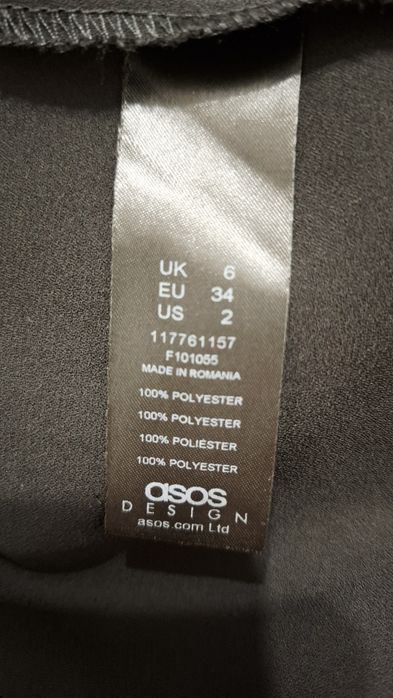 UK 6
EU 34
US 2
117761157
F101055
MADE IN ROMANIA
100% POLYESTER
100% POLYESTER
100% POLIÉSTER
100% POLYESTER
asos
DESIGN
asos.com Ltd